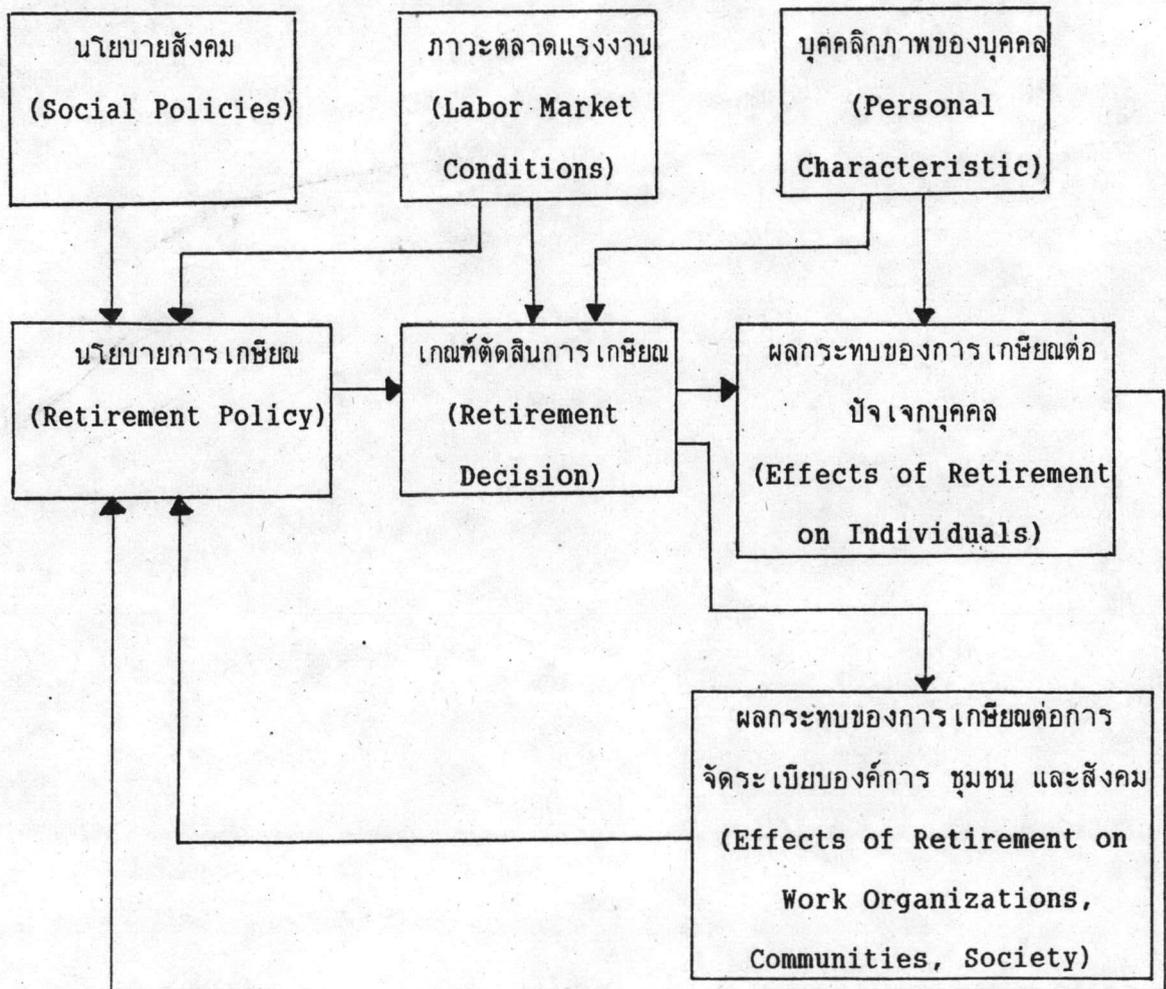 นโยบายสังคม
(Social Policies)
ภาวะตลาดแรงงาน
(Labor Market
Conditions)
บุคคลิกภาพของบุคคล
(Personal
Characteristic)
นโยบายการเกษียณ
(Retirement Policy)
เกณฑ์ตัดสินการเกษียณ
(Retirement
Decision)
ผลกระทบของการเกษียณต่อ
ปัจเจกบุคคล
(Effects of Retirement
on Individuals)
ผลกระทบของการเกษียณต่อการ
จัดระเบียบองค์การ ชุมชน และสังคม
(Effects of Retirement on
Work Organizations,
Communities, Society)